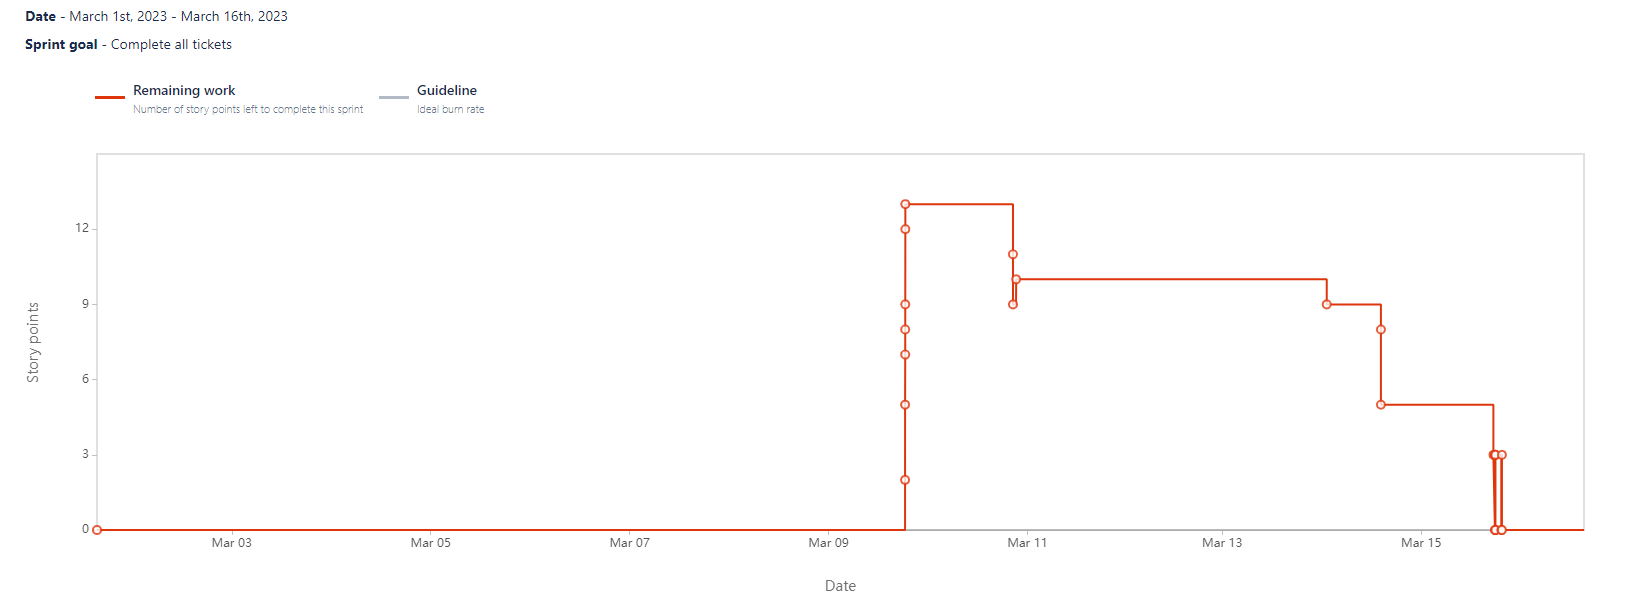 Date - March 1st, 2023 - March 16th, 2023
Sprint goal - Complete all tickets
Remaining work
Number of story points left to complete this sprint
Guideline
Ideal burn rate
12
9
6
3
0
Story points
Mar 03
Mar 05
Mar 07
Mar 09
Mar 11
Mar 13
Mar 15
Date